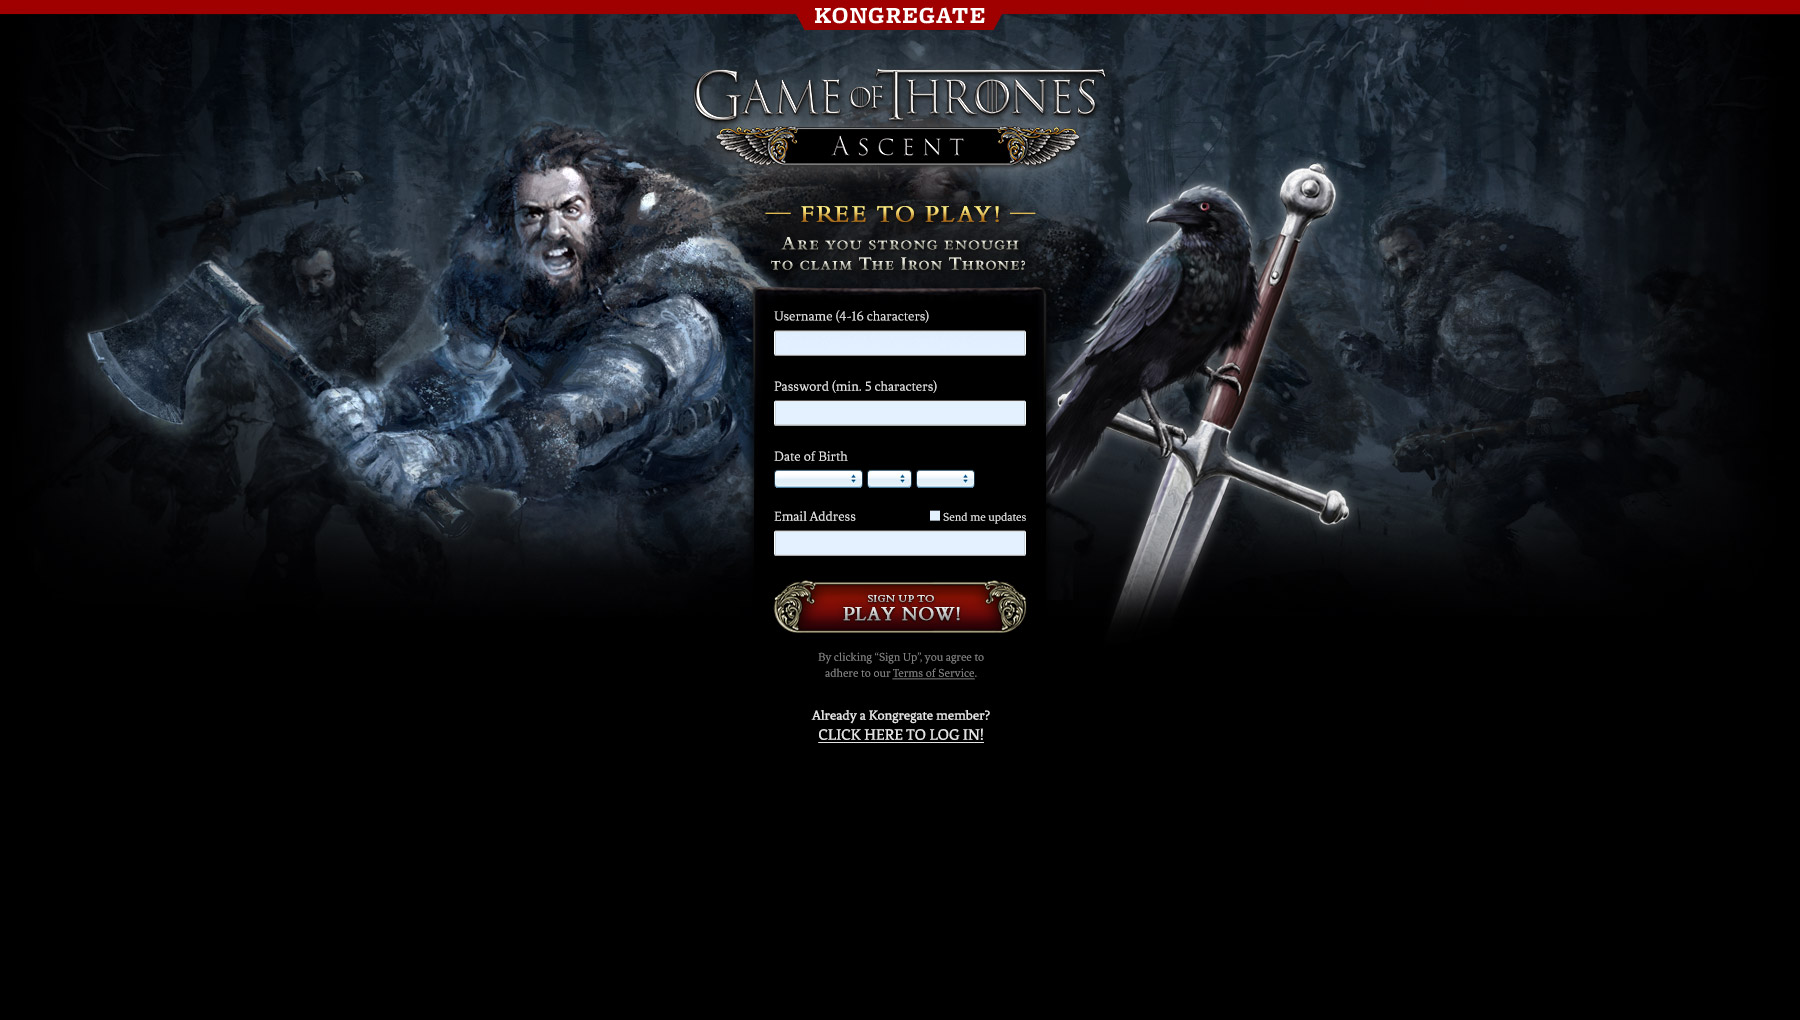 KONGREGATE
GAME OF THRONES
ASCENT
FREE TO PLAY!
ARE YOU STRONG ENOUGH
TO CLAIM THE IRON THRONE?
Username (4-16 characters)
Password (min. 5 characters)
Date of Birth
Email Address Send me updates
SIGN UP TO
PLAY NOW!
By clicking “Sign Up”, you agree to
adhere to our Terms of Service.
Already a Kongregate member?
CLICK HERE TO LOG IN!